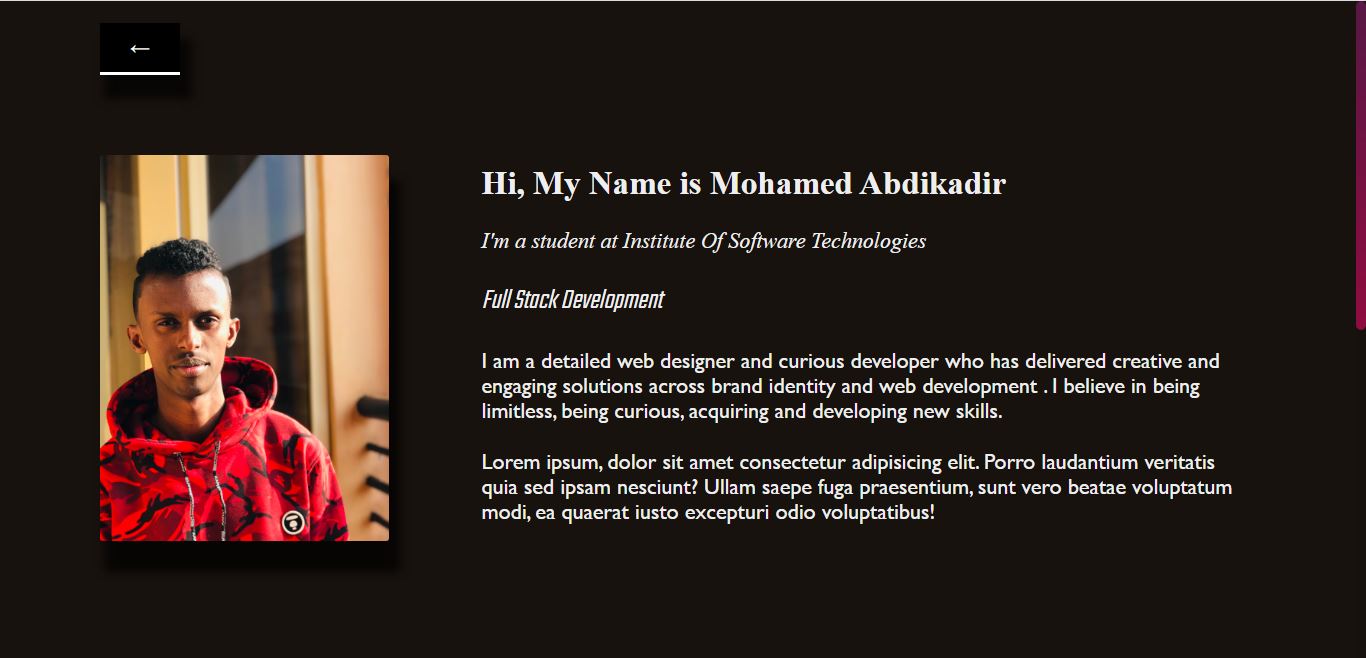 ←
Hi, My Name is Mohamed Abdikadir
I'm a student at Institute Of Software Technologies
Full Stack Development
I am a detailed web designer and curious developer who has delivered creative and
engaging solutions across brand identity and web development . I believe in being
limitless, being curious, acquiring and developing new skills.
Lorem ipsum, dolor sit amet consectetur adipisicing elit. Porro laudantium veritatis
quia sed ipsam nesciunt? Ullam saepe fuga praesentium, sunt vero beatae voluptatum
modi, ea quaerat iusto excepturi odio voluptatibus!